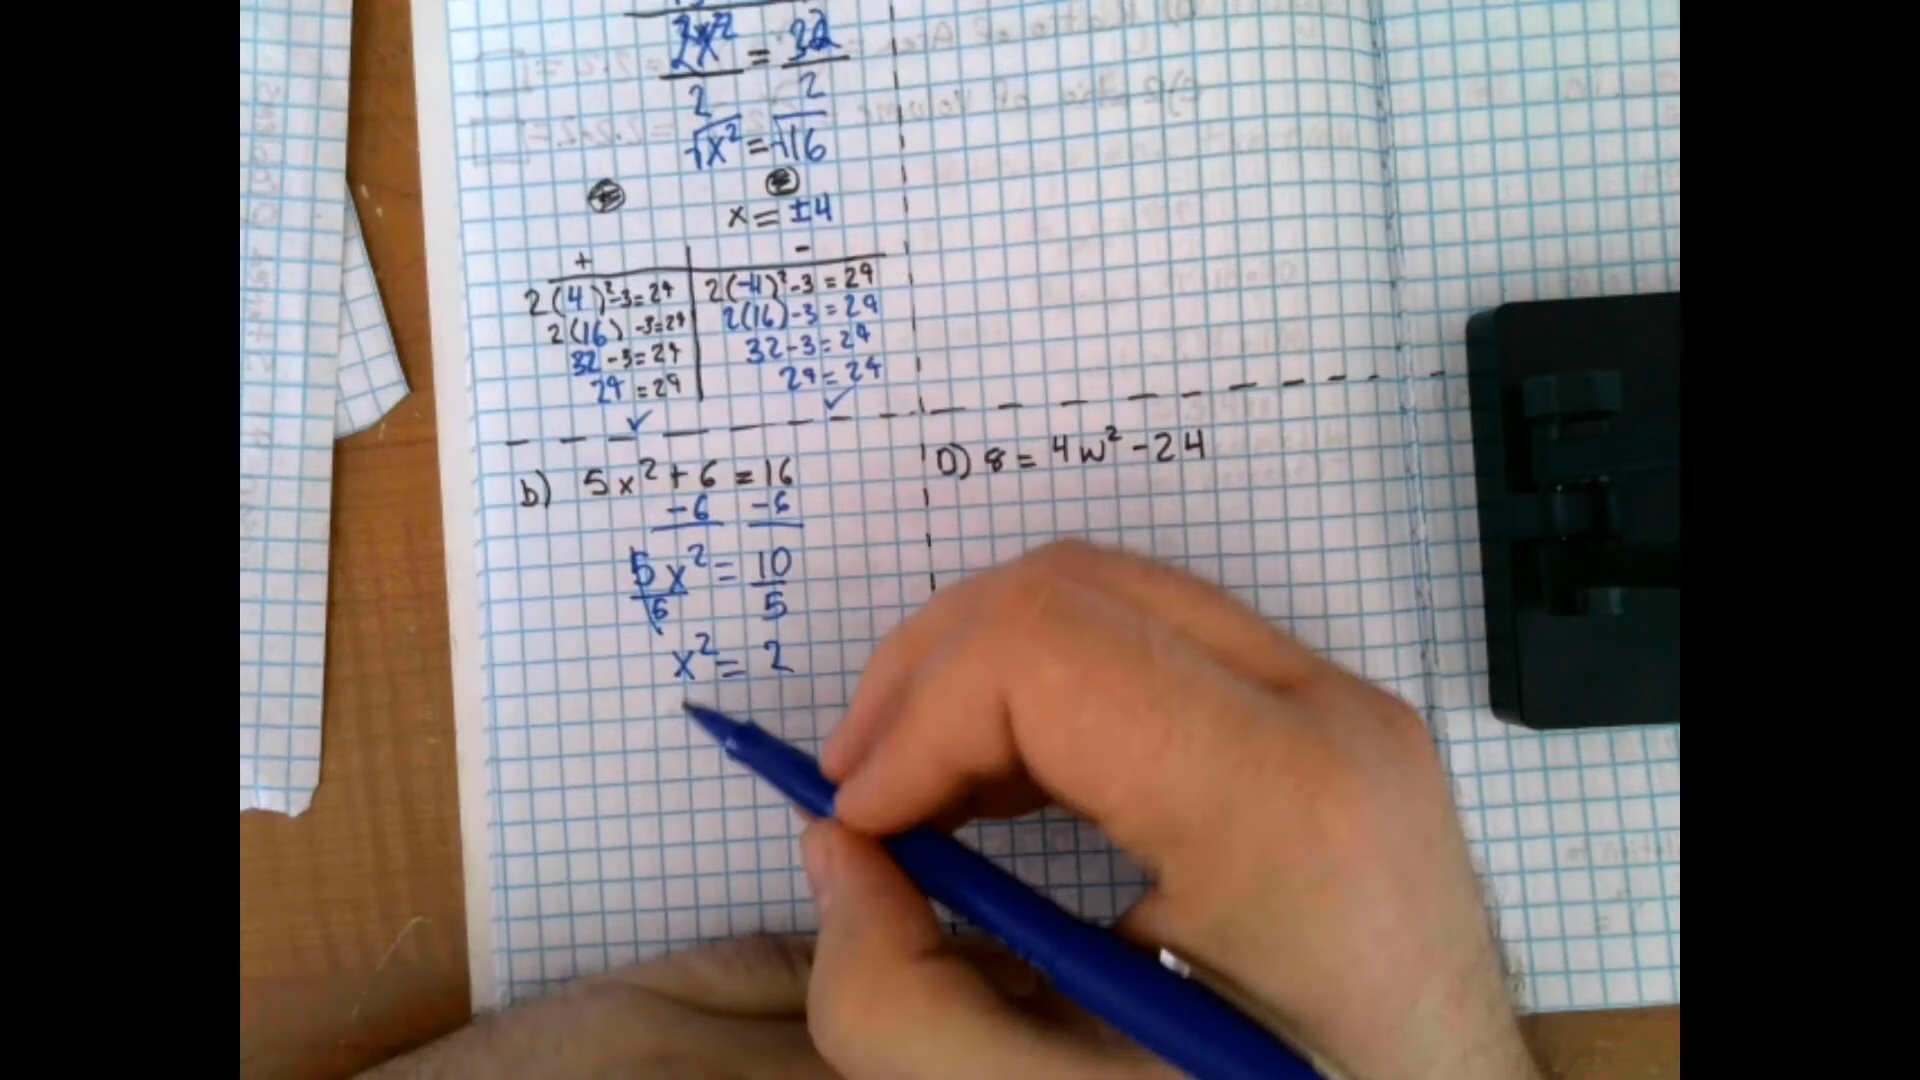 2x² = 32
2 2
√x² = √16
x = ±4
+ -
2(4)²-3=29
2(16)-3=29
32-3=29
29=29
✓
2(-4)²-3=29
2(16)-3=29
32-3=29
29=29
✓
b) 5x²+6=16
-6 -6
5x² = 10
5 5
x² = 2
D) 8=4w²-24